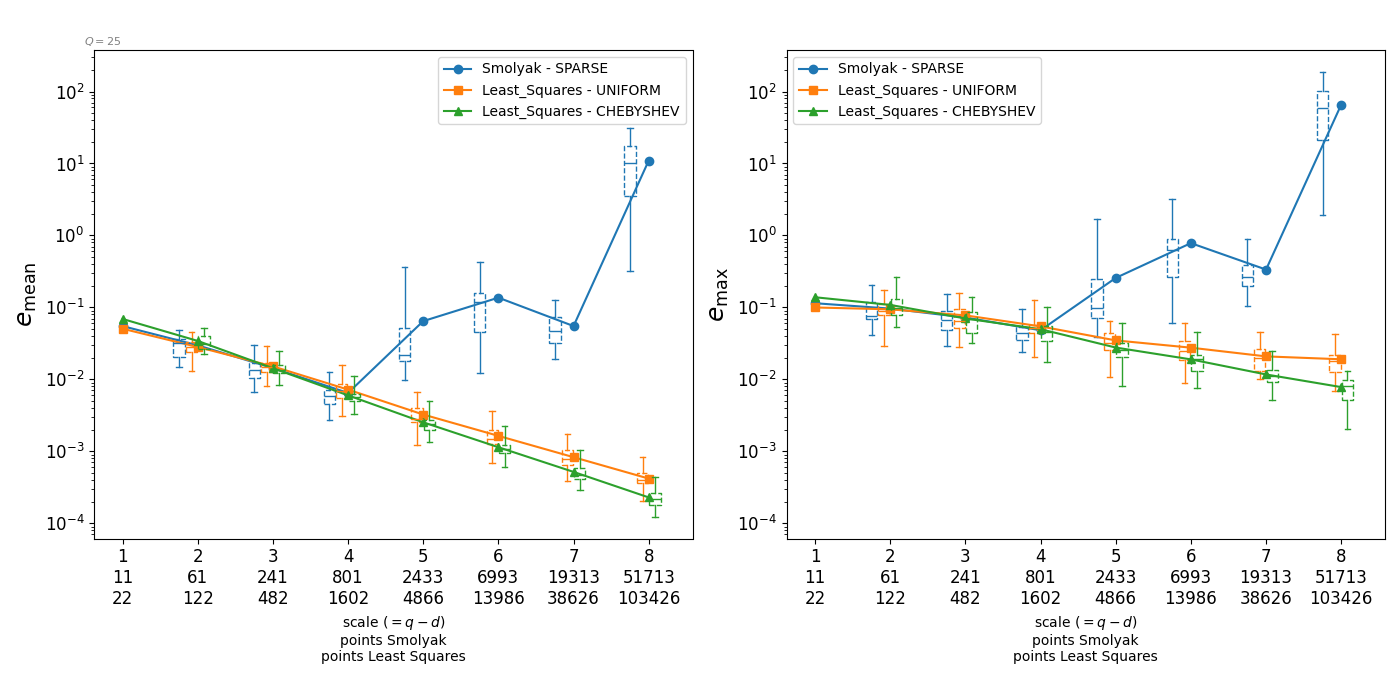 Q = 25
Smolyak - SPARSE
Least_Squares - UNIFORM
Least_Squares - CHEBYSHEV
e_mean
10^2
10^1
10^0
10^{-1}
10^{-2}
10^{-3}
10^{-4}
1 2 3 4 5 6 7 8
11 61 241 801 2433 6993 19313 51713
22 122 482 1602 4866 13986 38626 103426
scale (= q − d)
points Smolyak
points Least Squares
Smolyak - SPARSE
Least_Squares - UNIFORM
Least_Squares - CHEBYSHEV
e_max
10^2
10^1
10^0
10^{-1}
10^{-2}
10^{-3}
10^{-4}
1 2 3 4 5 6 7 8
11 61 241 801 2433 6993 19313 51713
22 122 482 1602 4866 13986 38626 103426
scale (= q − d)
points Smolyak
points Least Squares